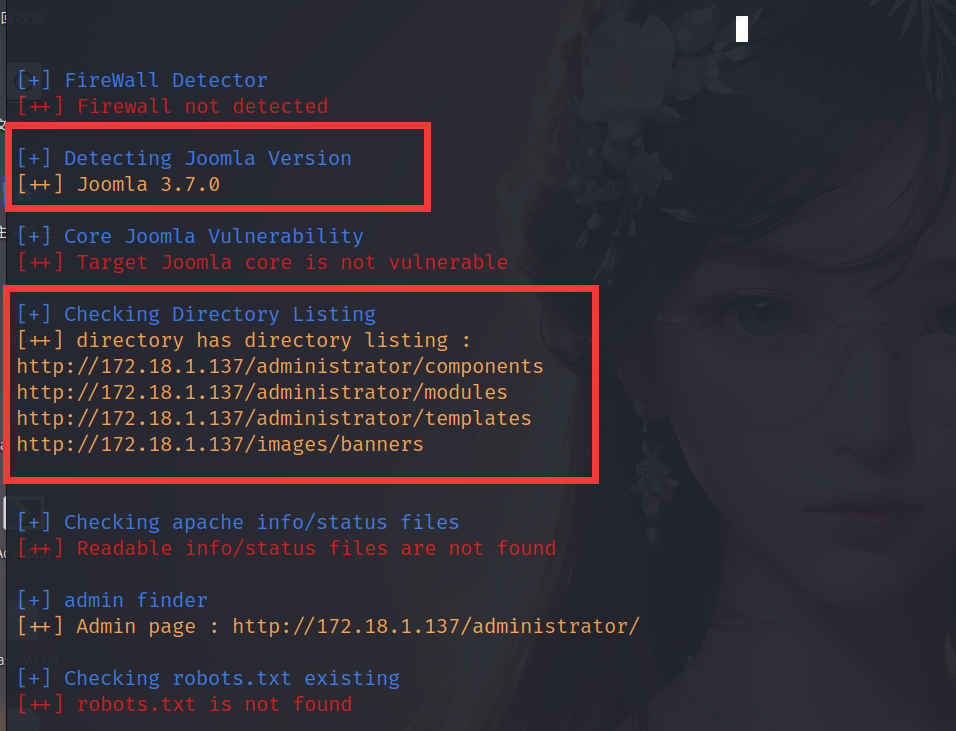 [+] FireWall Detector
[++] Firewall not detected
[+] Detecting Joomla Version
[++] Joomla 3.7.0
[+] Core Joomla Vulnerability
[++] Target Joomla core is not vulnerable
[+] Checking Directory Listing
[++] directory has directory listing :
http://172.18.1.137/administrator/components
http://172.18.1.137/administrator/modules
http://172.18.1.137/administrator/templates
http://172.18.1.137/images/banners
[+] Checking apache info/status files
[++] Readable info/status files are not found
[+] admin finder
[++] Admin page : http://172.18.1.137/administrator/
[+] Checking robots.txt existing
[++] robots.txt is not found